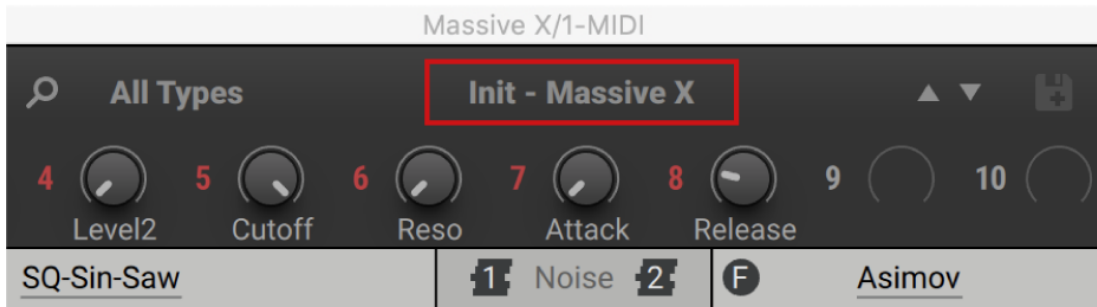 Massive X/1-MIDI
All Types Init - Massive X
4 5 6 7 8 9 10
Level2 Cutoff Reso Attack Release
SQ-Sin-Saw 1 Noise 2 F Asimov